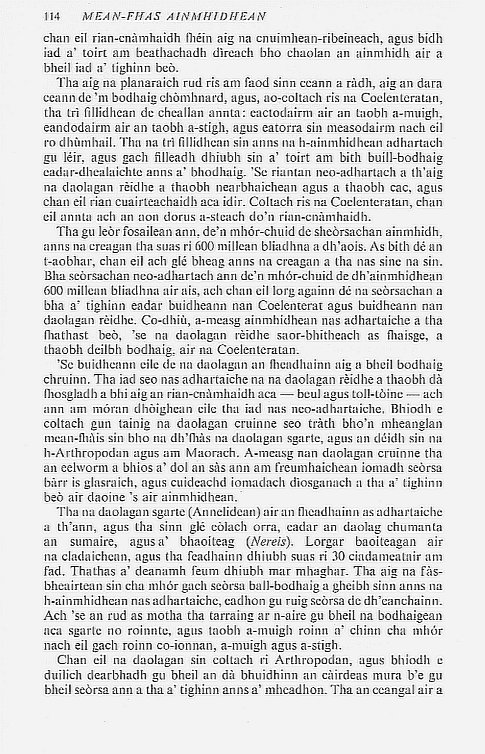 114 MEAN-FHAS AINMHIDHEAN
chan eil rian-cnàmhaidh fhéin aig na cnuimhean-ribeineach, agus bidh
iad a' toirt am beathachadh dìreach bho chaolan an ainmhidh air a
bheil iad a' tighinn beò.
Tha aig na planaraich rud ris am faod sinn ceann a ràdh, aig an dara
ceann de 'm bodhaig chòmhnard, agus, ao-coltach ris na Coelenteratan,
tha trì fillidhean de cheallan annta: eactodairm air an taobh a-muigh,
eandodairm air an taobh a-stigh, agus eatorra sin measodairm nach eil
ro dhùmhail. Tha na trì fillidhean sin anns na h-ainmhidhean adhartach
gu léir, agus gach filleadh dhiubh sin a' toirt am bith buill-bodhaig
eadar-dhealaichte anns a' bhodhaig. 'Se riantan neo-adhartach a th'aig
na daolagan rèidhe a thaobh nearbhaichean agus a thaobh cac, agus
chan eil rian cuairteachaidh aca idir. Coltach ris na Coelenteratan, chan
eil annta ach an aon dorus a-steach do'n rian-cnàmhaidh.
Tha gu leòr fosailean ann, de'n mhór-chuid de sheòrsachan ainmhidh,
anns na creagan tha suas ri 600 millean bliadhna a dh'aois. As bith dé an
t-aobhar, chan eil ach glé bheag anns na creagan a tha nas sine na sin.
Bha seòrsachan neo-adhartach ann de'n mhór-chuid de dh'ainmhidhean
600 millean bliadhna air ais, ach chan eil lorg againn dé na seòrsachan a
bha a' tighinn eadar buidheann nan Coelenterat agus buidheann nan
daolagan rèidhe. Co-dhiù, a-measg ainmhidhean nas adhartaiche a tha
fhathast beò, 'se na daolagan rèidhe saor-bhitheach as fhaisge, a
thaobh deilbh bodhaig, air na Coelenteratan.
'Se buidheann eile de na daolagan an fheadhainn aig a bheil bodhaig
chruinn. Tha iad seo nas adhartaiche na na daolagan rèidhe a thaobh dà
fhosgladh a bhi aig an rian-cnàmhaidh aca — beul agus toll-tòine — ach
ann am móran dhòighean eile tha iad nas neo-adhartaiche. Bhiodh e
coltach gun tainig na daolagan cruinne seo tràth bho'n mheanglan
mean-fhàis sin bho na dh'fhàs na daolagan sgarte, agus an déidh sin na
h-Arthropodan agus am Maorach. A-measg nan daolagan cruinne tha
an eelworm a bhios a' dol an sàs ann am freumhaichean iomadh seòrsa
bàrr is glasraich, agus cuideachd iomadach diosganach a tha a' tighinn
beò air daoine 's air ainmhidhean.
Tha na daolagan sgarte (Annelidean) air an fheadhainn as adhartaiche
a th'ann, agus tha sinn glé eòlach orra, eadar an daolag chumanta
an sumaire, agus a' bhaoiteag (Nereis). Lorgar baoiteagan air
na cladaichean, agus tha feadhainn dhiubh suas ri 30 ciadameatair am
fad. Thathas a' deanamh feum dhiubh mar mhaghar. Tha aig na fàs-
bheairtean sin cha mhór gach seòrsa ball-bodhaig a gheibh sinn anns na
h-ainmhidhean nas adhartaiche, eadhon gu ruig seòrsa de dh'eanchainn.
Ach 'se an rud as motha tha tarraing ar n-aire gu bheil na bodhaigean
aca sgarte no roinnte, agus taobh a-muigh roinn a' chinn cha mhór
nach eil gach roinn co-ionnan, a-muigh agus a-stigh.
Chan eil na daolagan sin coltach ri Arthropodan, agus bhiodh e
duilich dearbhadh gu bheil an dà bhuidhinn an càirdeas mura b'e gu
bheil seòrsa ann a tha a' tighinn anns a' mheadhon. Tha an ceangal air a